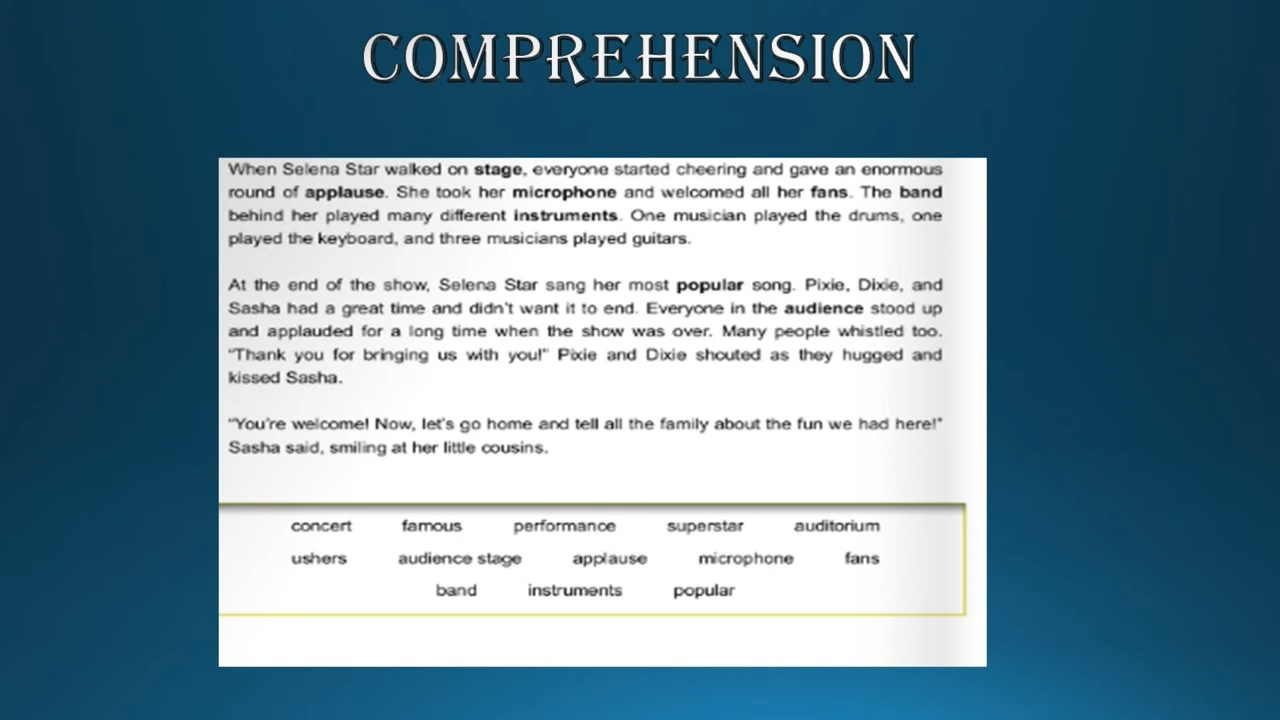 COMPREHENSION
When Selena Star walked on stage, everyone started cheering and gave an enormous
round of applause. She took her microphone and welcomed all her fans. The band
behind her played many different instruments. One musician played the drums, one
played the keyboard, and three musicians played guitars.
At the end of the show, Selena Star sang her most popular song. Pixie, Dixie, and
Sasha had a great time and didn't want it to end. Everyone in the audience stood up
and applauded for a long time when the show was over. Many people whistled too.
"Thank you for bringing us with you!" Pixie and Dixie shouted as they hugged and
kissed Sasha.
"You're welcome! Now, let's go home and tell all the family about the fun we had here!"
Sasha said, smiling at her little cousins.
concert famous performance superstar auditorium
ushers audience stage applause microphone fans
band instruments popular